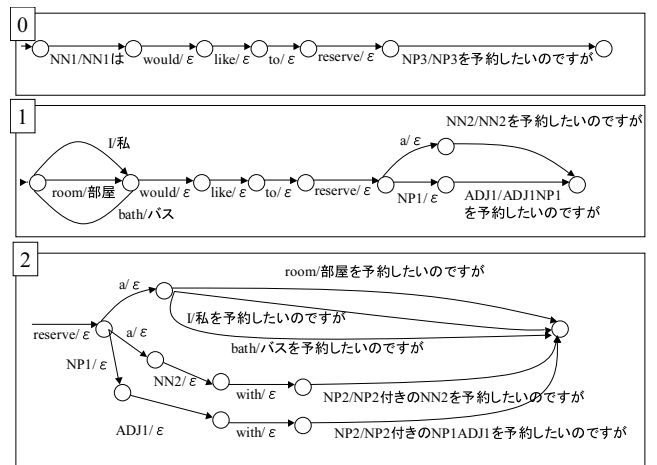 0
NN1/NN1は
would/ε
like/ε
to/ε
reserve/ε
NP3/NP3を予約したいのですが
1
NN2/NN2を予約したいのですが
I/私
a/ε
room/部屋
would/ε
like/ε
to/ε
reserve/ε
NP1/ε
ADJ1/ADJ1NP1
を予約したいのですが
bath/バス
2
room/部屋を予約したいのですが
a/ε
I/私を予約したいのですが
reserve/ε
a/ε
bath/バスを予約したいのですが
NP1/ε
NN2/ε
with/ε
NP2/NP2付きのNN2を予約したいのですが
ADJ1/ε
with/ε
NP2/NP2付きのNP1ADJ1を予約したいのですが